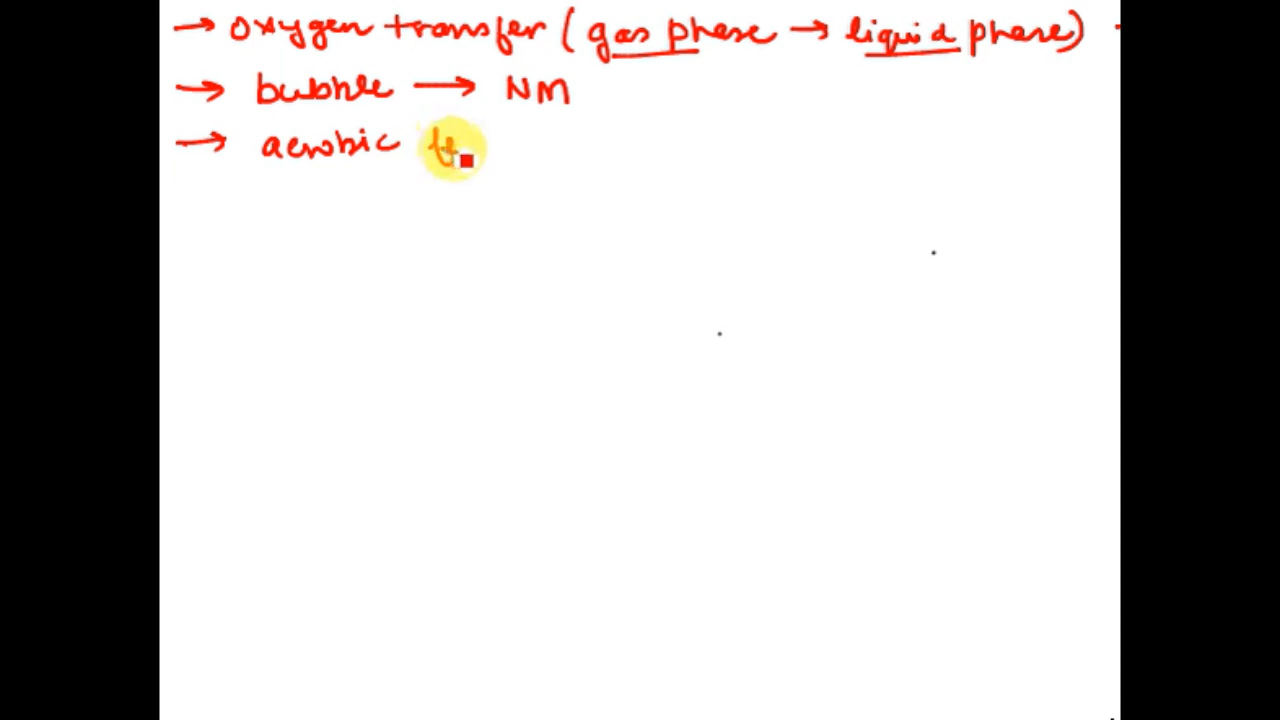 → oxygen transfer (gas phase → liquid phase)
→ bubble → NM
→ aerobic